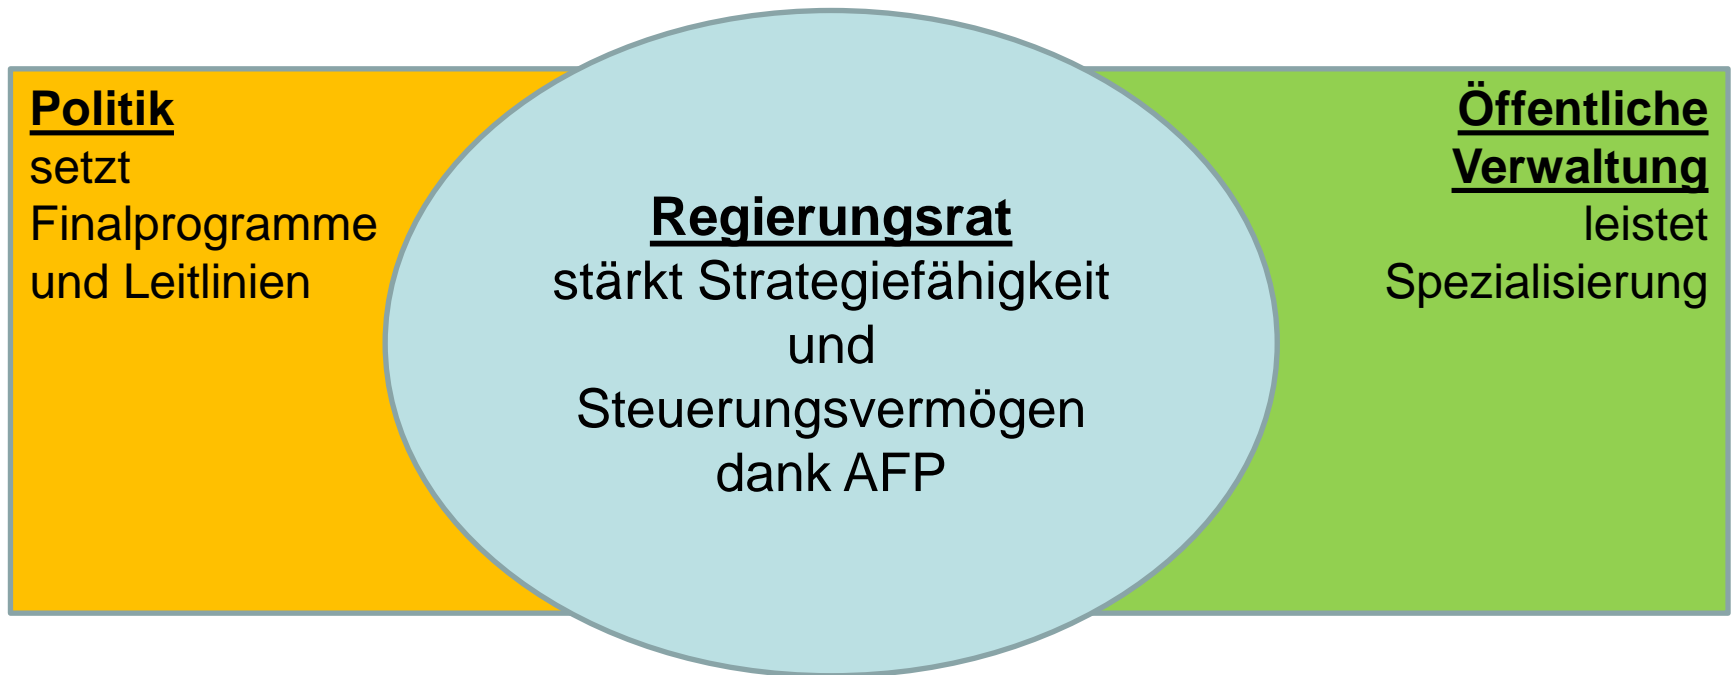 Politik
setzt
Finalprogramme
und Leitlinien
Regierungsrat
stärkt Strategiefähigkeit
und
Steuerungsvermögen
dank AFP
Öffentliche
Verwaltung
leistet
Spezialisierung